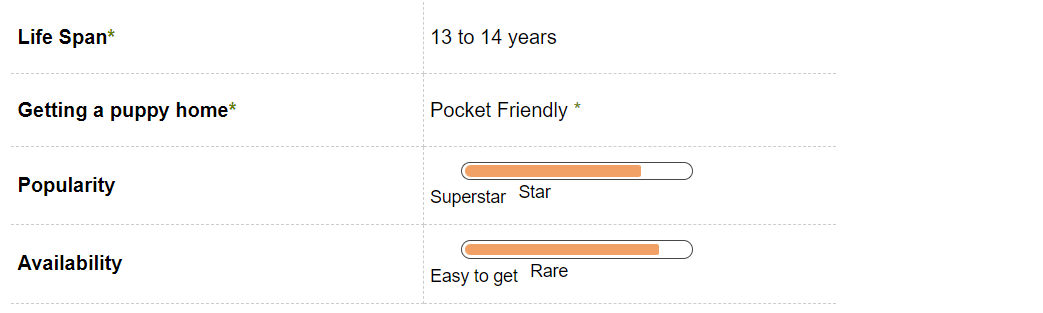 Life Span* 13 to 14 years
Getting a puppy home* Pocket Friendly *
Popularity
Superstar Star
Availability
Easy to get Rare